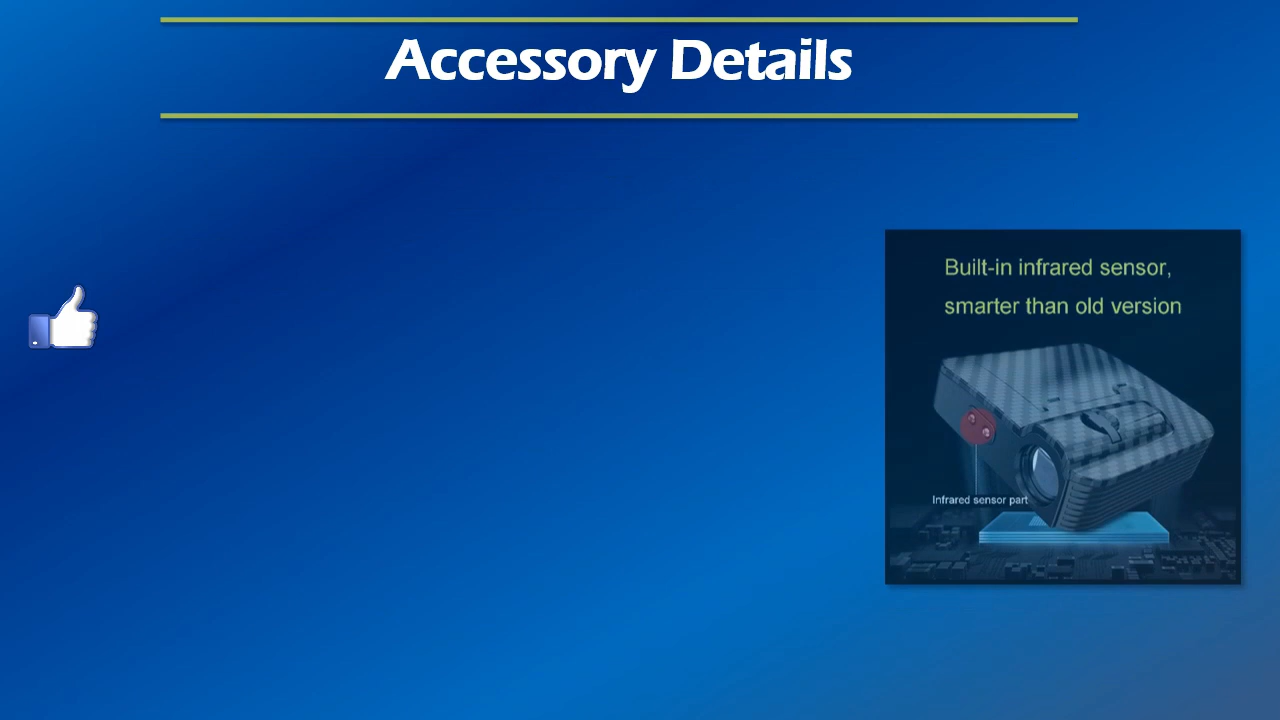 Accessory Details
Built-in infrared sensor,
smarter than old version
Infrared sensor part